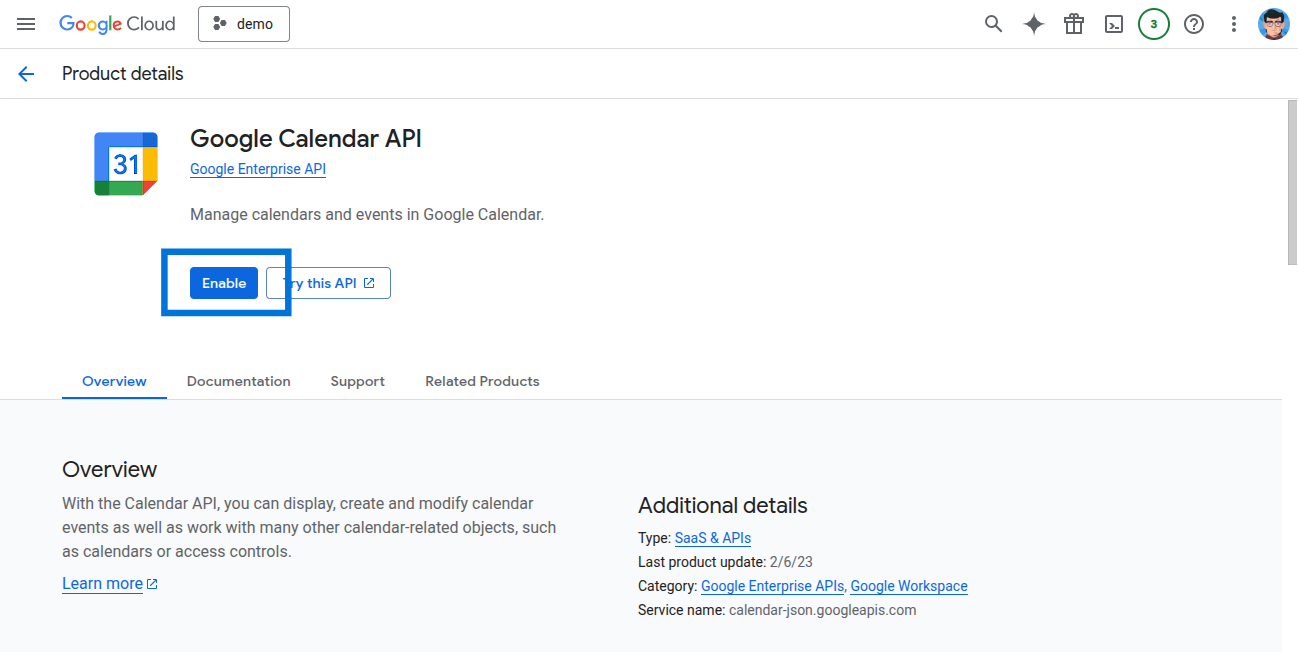 Google Cloud demo 3
Product details
31
Google Calendar API
Google Enterprise API
Manage calendars and events in Google Calendar.
Enable Try this API
Overview Documentation Support Related Products
Overview
With the Calendar API, you can display, create and modify calendar
events as well as work with many other calendar-related objects, such
as calendars or access controls.
Learn more
Additional details
Type: SaaS & APIs
Last product update: 2/6/23
Category: Google Enterprise APIs, Google Workspace
Service name: calendar-json.googleapis.com